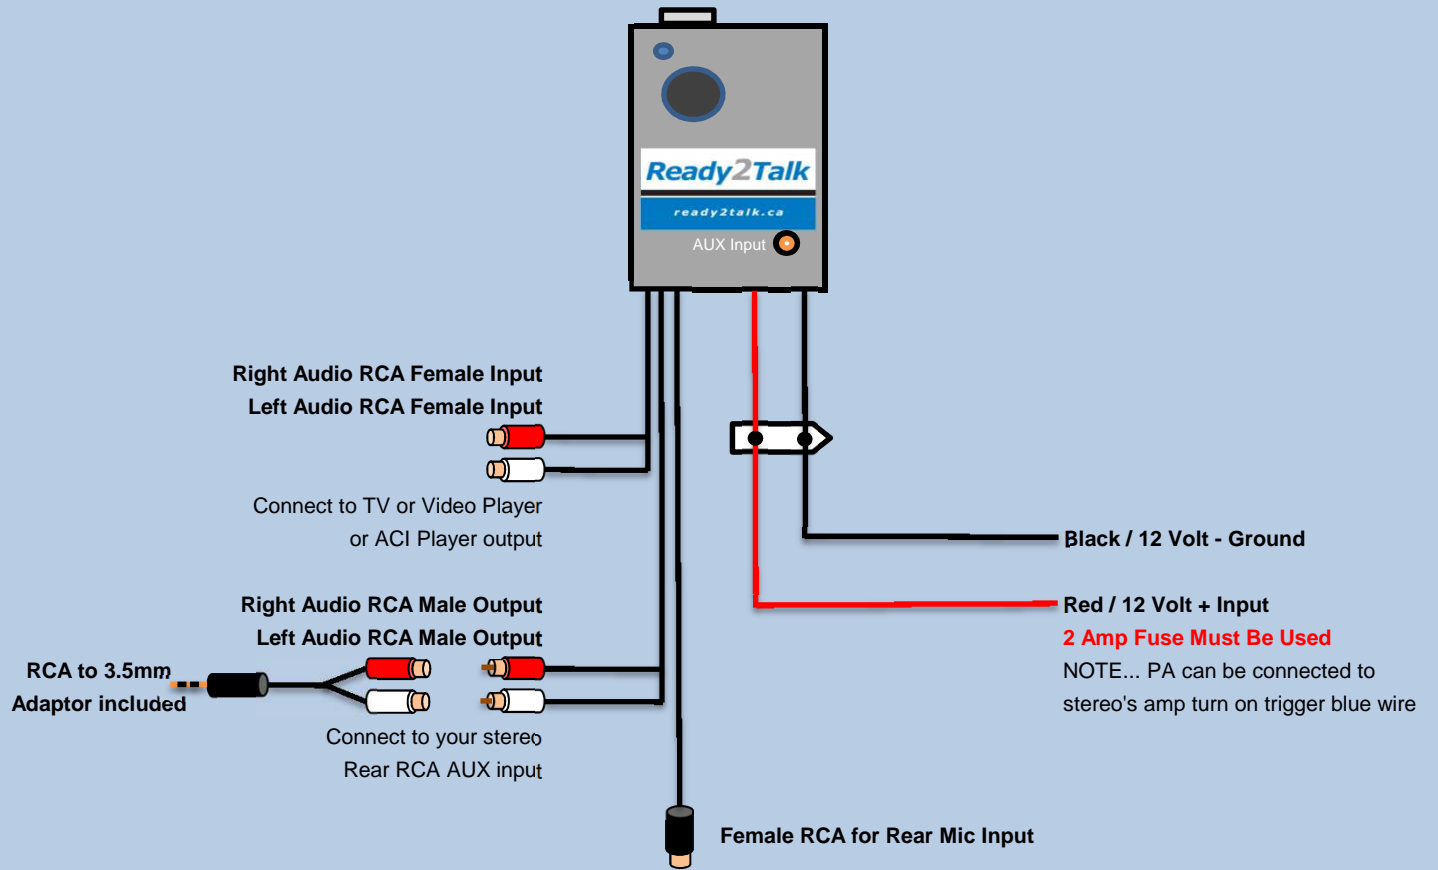 Ready2Talk
ready2talk.ca
AUX Input
Right Audio RCA Female Input
Left Audio RCA Female Input
Connect to TV or Video Player
or ACI Player output
Black / 12 Volt - Ground
Right Audio RCA Male Output
Left Audio RCA Male Output
Red / 12 Volt + Input
2 Amp Fuse Must Be Used
NOTE... PA can be connected to
stereo's amp turn on trigger blue wire
RCA to 3.5mm
Adaptor included
Connect to your stereo
Rear RCA AUX input
Female RCA for Rear Mic Input